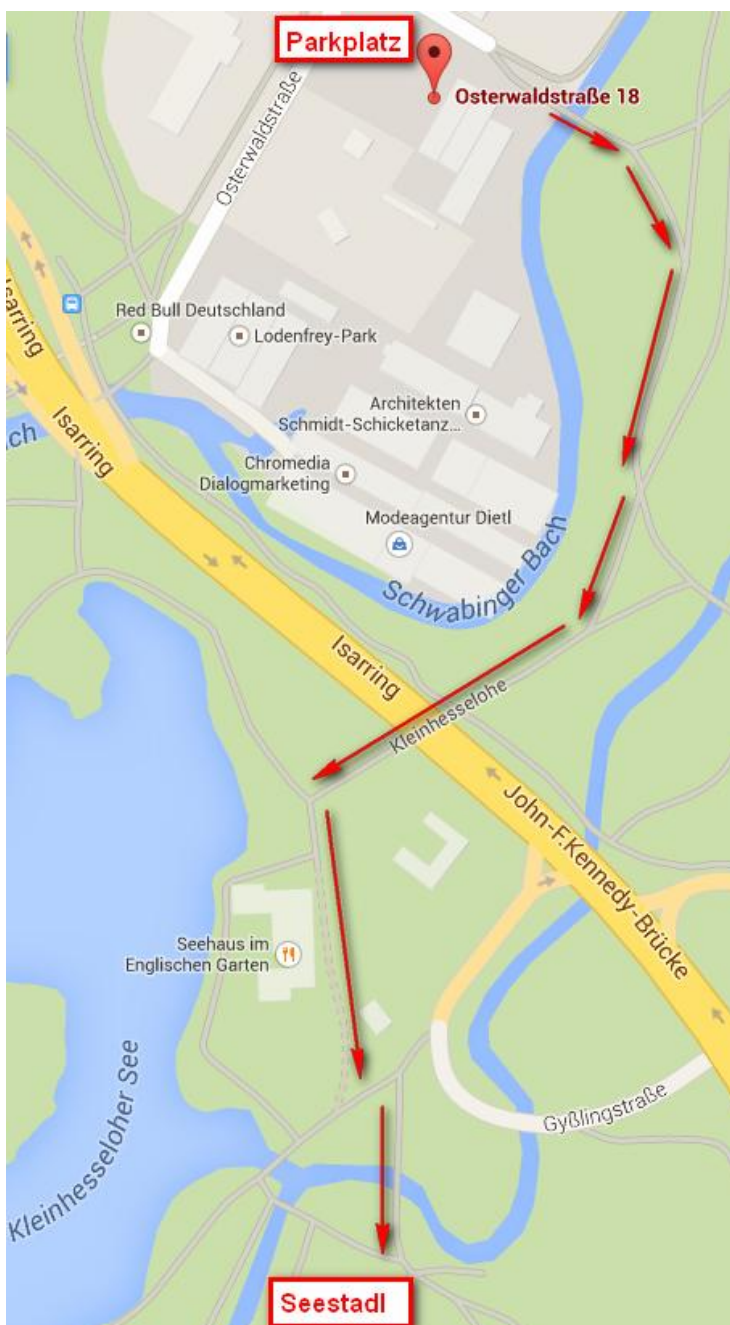 Parkplatz
Osterwaldstraße 18
Osterwaldstraße
Isarring
Red Bull Deutschland
Lodenfrey-Park
Isarring
ch
Architekten
Schmidt-Schicketanz...
Chromedia
Dialogmarketing
Modeagentur Dietl
Schwabinger Bach
Isarring
Kleinhesselohe
John-F.Kennedy-Brücke
Seehaus im
Englischen Garten
Gyßlingstraße
Kleinhesseloher See
Seestadl